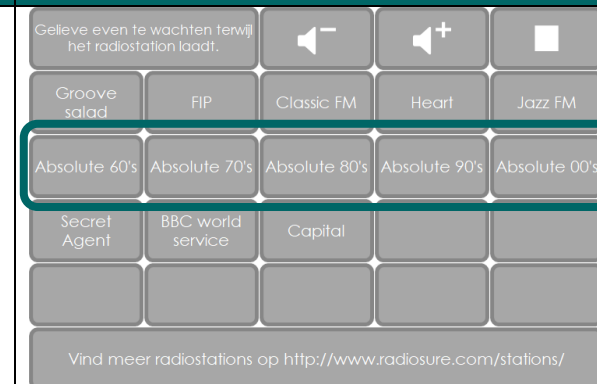 Gelieve even te wachten terwijl
het radiostation laadt.
Groove
salad
FIP
Classic FM
Heart
Jazz FM
Absolute 60's
Absolute 70's
Absolute 80's
Absolute 90's
Absolute 00's
Secret
Agent
BBC world
service
Capital
Vind meer radiostations op http://www.radiosure.com/stations/